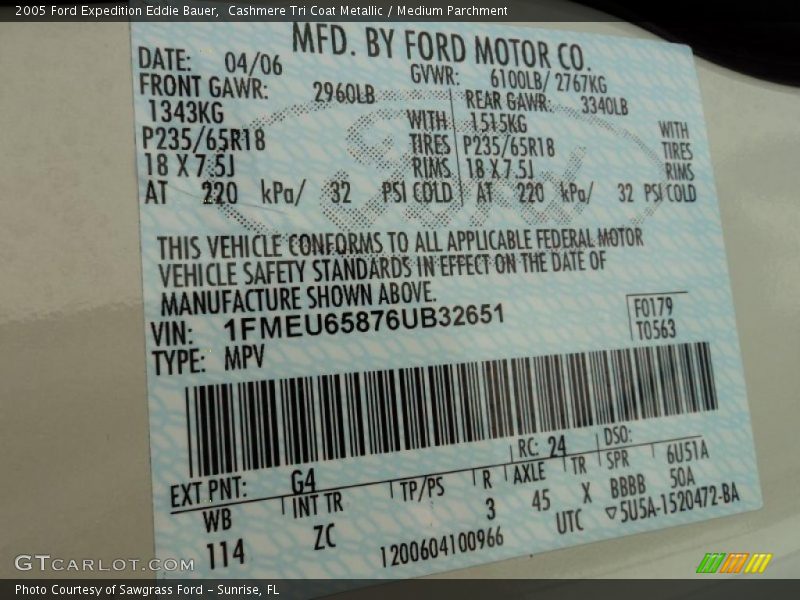 2005 Ford Expedition Eddie Bauer, Cashmere Tri Coat Metallic / Medium Parchment
MFD. BY FORD MOTOR CO.
DATE: 04/06 GVWR: 6100LB/ 2767KG
FRONT GAWR: 2960LB REAR GAWR: 3340LB
1343KG WITH 1515KG WITH
P235/65R18 TIRES P235/65R18 TIRES
18 X 7.5J RIMS 18 X 7.5J RIMS
AT 220 kPa/ 32 PSI COLD AT 220 kPa/ 32 PSI COLD
Ford
THIS VEHICLE CONFORMS TO ALL APPLICABLE FEDERAL MOTOR
VEHICLE SAFETY STANDARDS IN EFFECT ON THE DATE OF
MANUFACTURE SHOWN ABOVE.
VIN: 1FMEU65876UB32651 F0179
TYPE: MPV T0563
EXT PNT: G4 RC: 24 DSO:
WB INT TR TP/PS R AXLE TR SPR 6U51A
114 ZC 3 45 X BBBB 50A
1200604100966 UTC ▽5U5A-1520472-BA
GTCARLOT.COM
Photo Courtesy of Sawgrass Ford - Sunrise, FL